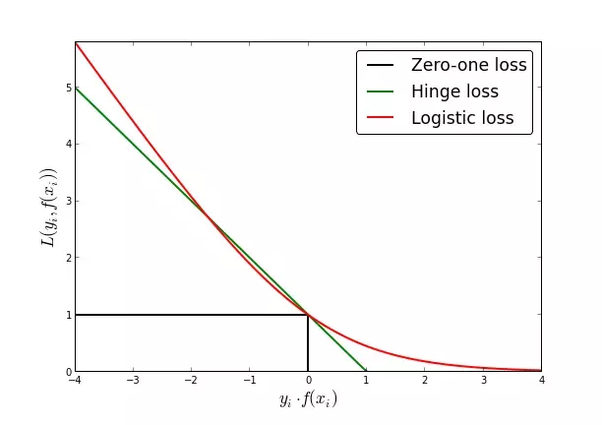 Zero-one loss
Hinge loss
Logistic loss
L(y_i, f(x_i))
5
4
3
2
1
0
−4 −3 −2 −1 0 1 2 3 4
y_i · f(x_i)